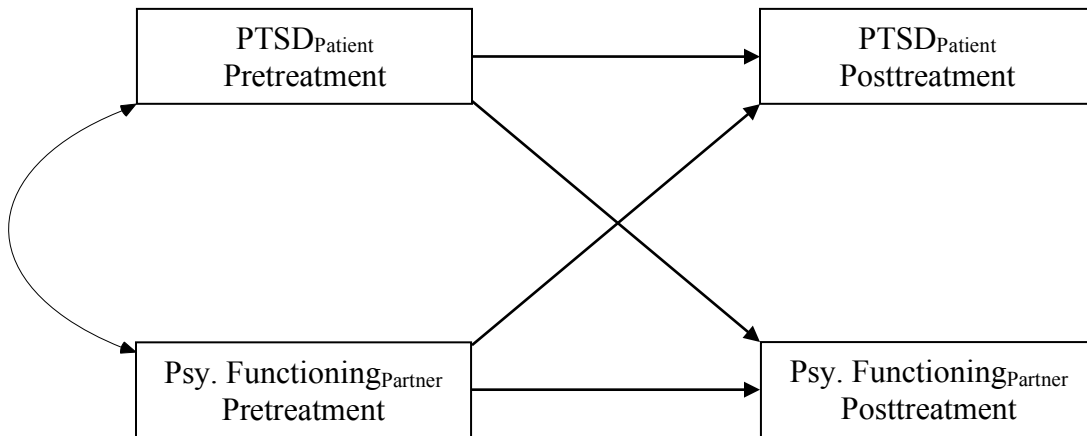 PTSDPatient
Pretreatment
PTSDPatient
Posttreatment
Psy. FunctioningPartner
Pretreatment
Psy. FunctioningPartner
Posttreatment